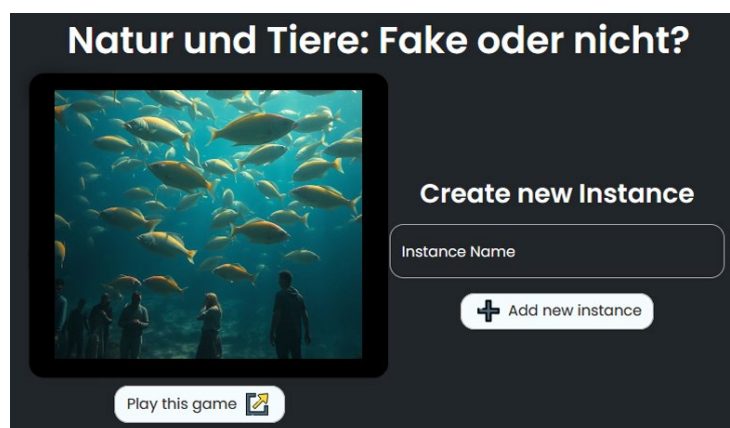 Natur und Tiere: Fake oder nicht?
Create new Instance
Instance Name
Add new instance
Play this game